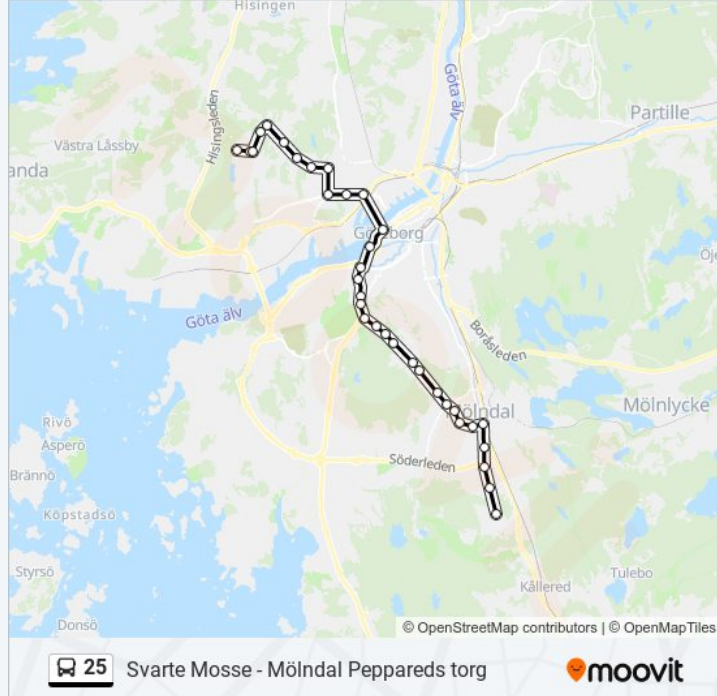 Hisingen
Göta älv
Partille
Hisingsleden
Västra Låssby
anda
Göteborg
Öje
Göta älv
Boråsleden
Mölndal
Mölnlycke
Rivö
Asperö
Brännö
Söderleden
Köpstadsö
Styrsö
Tulebo
Kållered
Donsö
© OpenStreetMap contributors | © OpenMapTiles
25 Svarte Mosse - Mölndal Peppareds torg
moovit